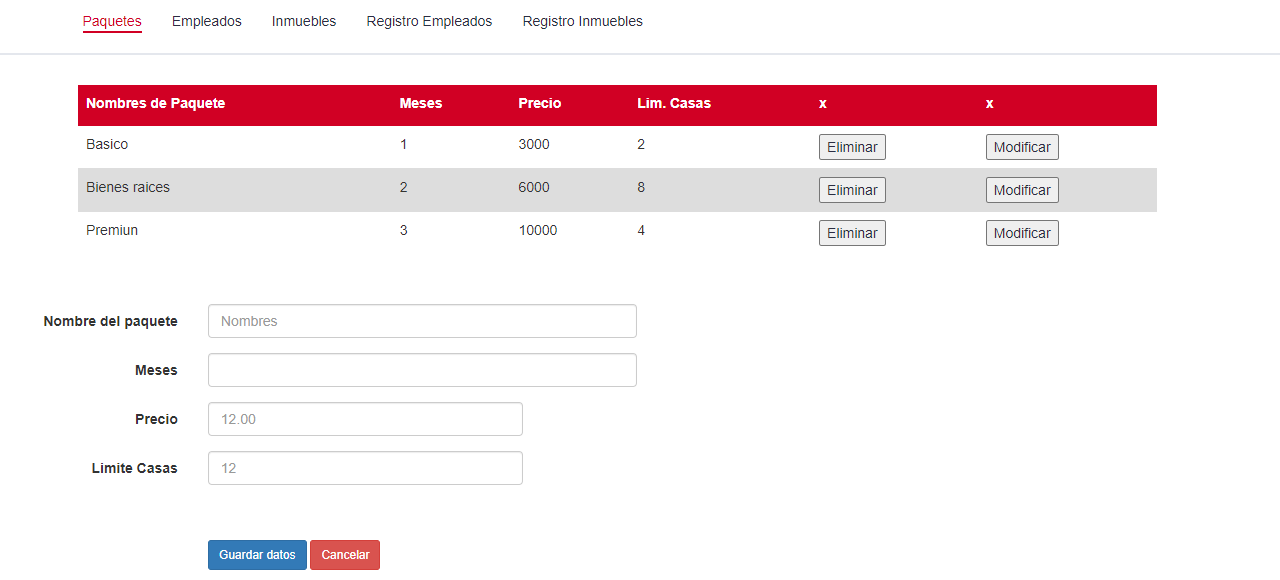 Paquetes Empleados Inmuebles Registro Empleados Registro Inmuebles
Nombres de Paquete Meses Precio Lim. Casas x x
Basico 1 3000 2 Eliminar Modificar
Bienes raices 2 6000 8 Eliminar Modificar
Premiun 3 10000 4 Eliminar Modificar
Nombre del paquete Nombres
Meses
Precio 12.00
Limite Casas 12
Guardar datos Cancelar